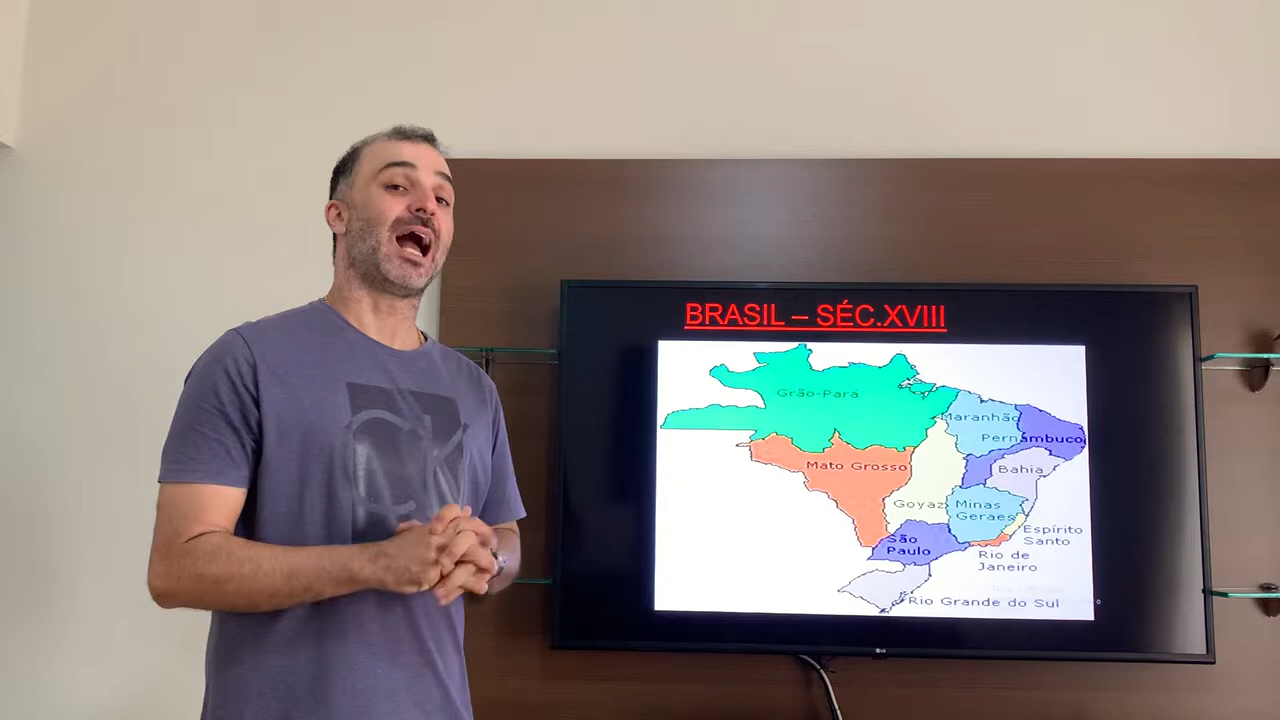 BRASIL – SÉC.XVIII
Grão-Pará
Maranhão
Pernambuco
Mato Grosso
Bahia
Goyaz
Minas
Geraes
Espírito
Santo
São
Paulo
Rio de
Janeiro
Rio Grande do Sul
CK
LG